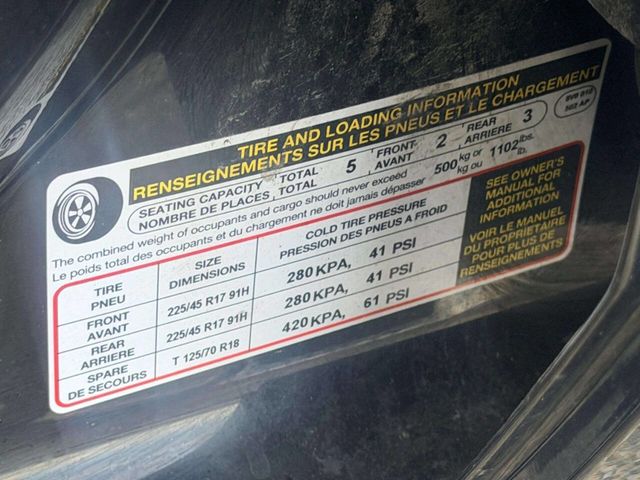 TIRE AND LOADING INFORMATION
RENSEIGNEMENTS SUR LES PNEUS ET LE CHARGEMENT
SEATING CAPACITY TOTAL 5 FRONT 2 REAR 3
NOMBRE DE PLACES, TOTAL AVANT ARRIERE
The combined weight of occupants and cargo should never exceed 500 kg or 1102 lbs.
Le poids total des occupants et du chargement ne doit jamais dépasser kg ou lb.
TIRE SIZE COLD TIRE PRESSURE
PNEU DIMENSIONS PRESSION DES PNEUS A FROID
FRONT
AVANT 225/45 R17 91H 280 KPA, 41 PSI
REAR
ARRIERE 225/45 R17 91H 280 KPA, 41 PSI
SPARE
DE SECOURS T 125/70 R18 420 KPA, 61 PSI
SEE OWNER'S
MANUAL FOR
ADDITIONAL
INFORMATION
VOIR LE MANUEL
DU PROPRIETAIRE
POUR PLUS DE
RENSEIGNEMENTS